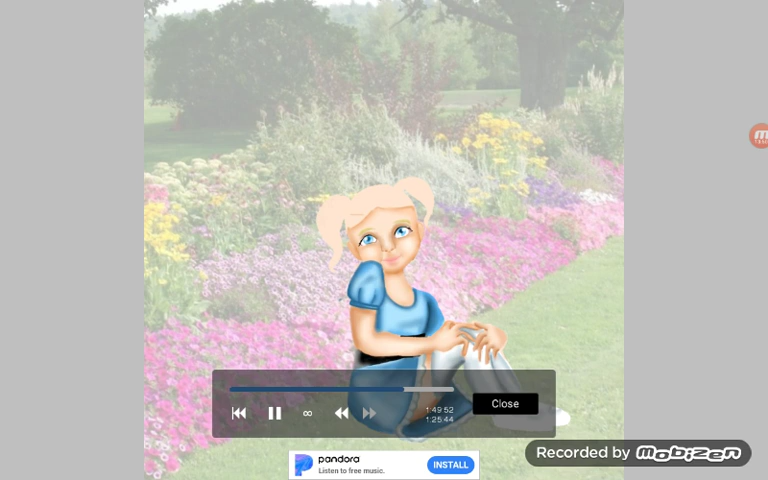 1:49:52
Close
1:25:44
pandora
Listen to free music.
INSTALL
Recorded by mobizen